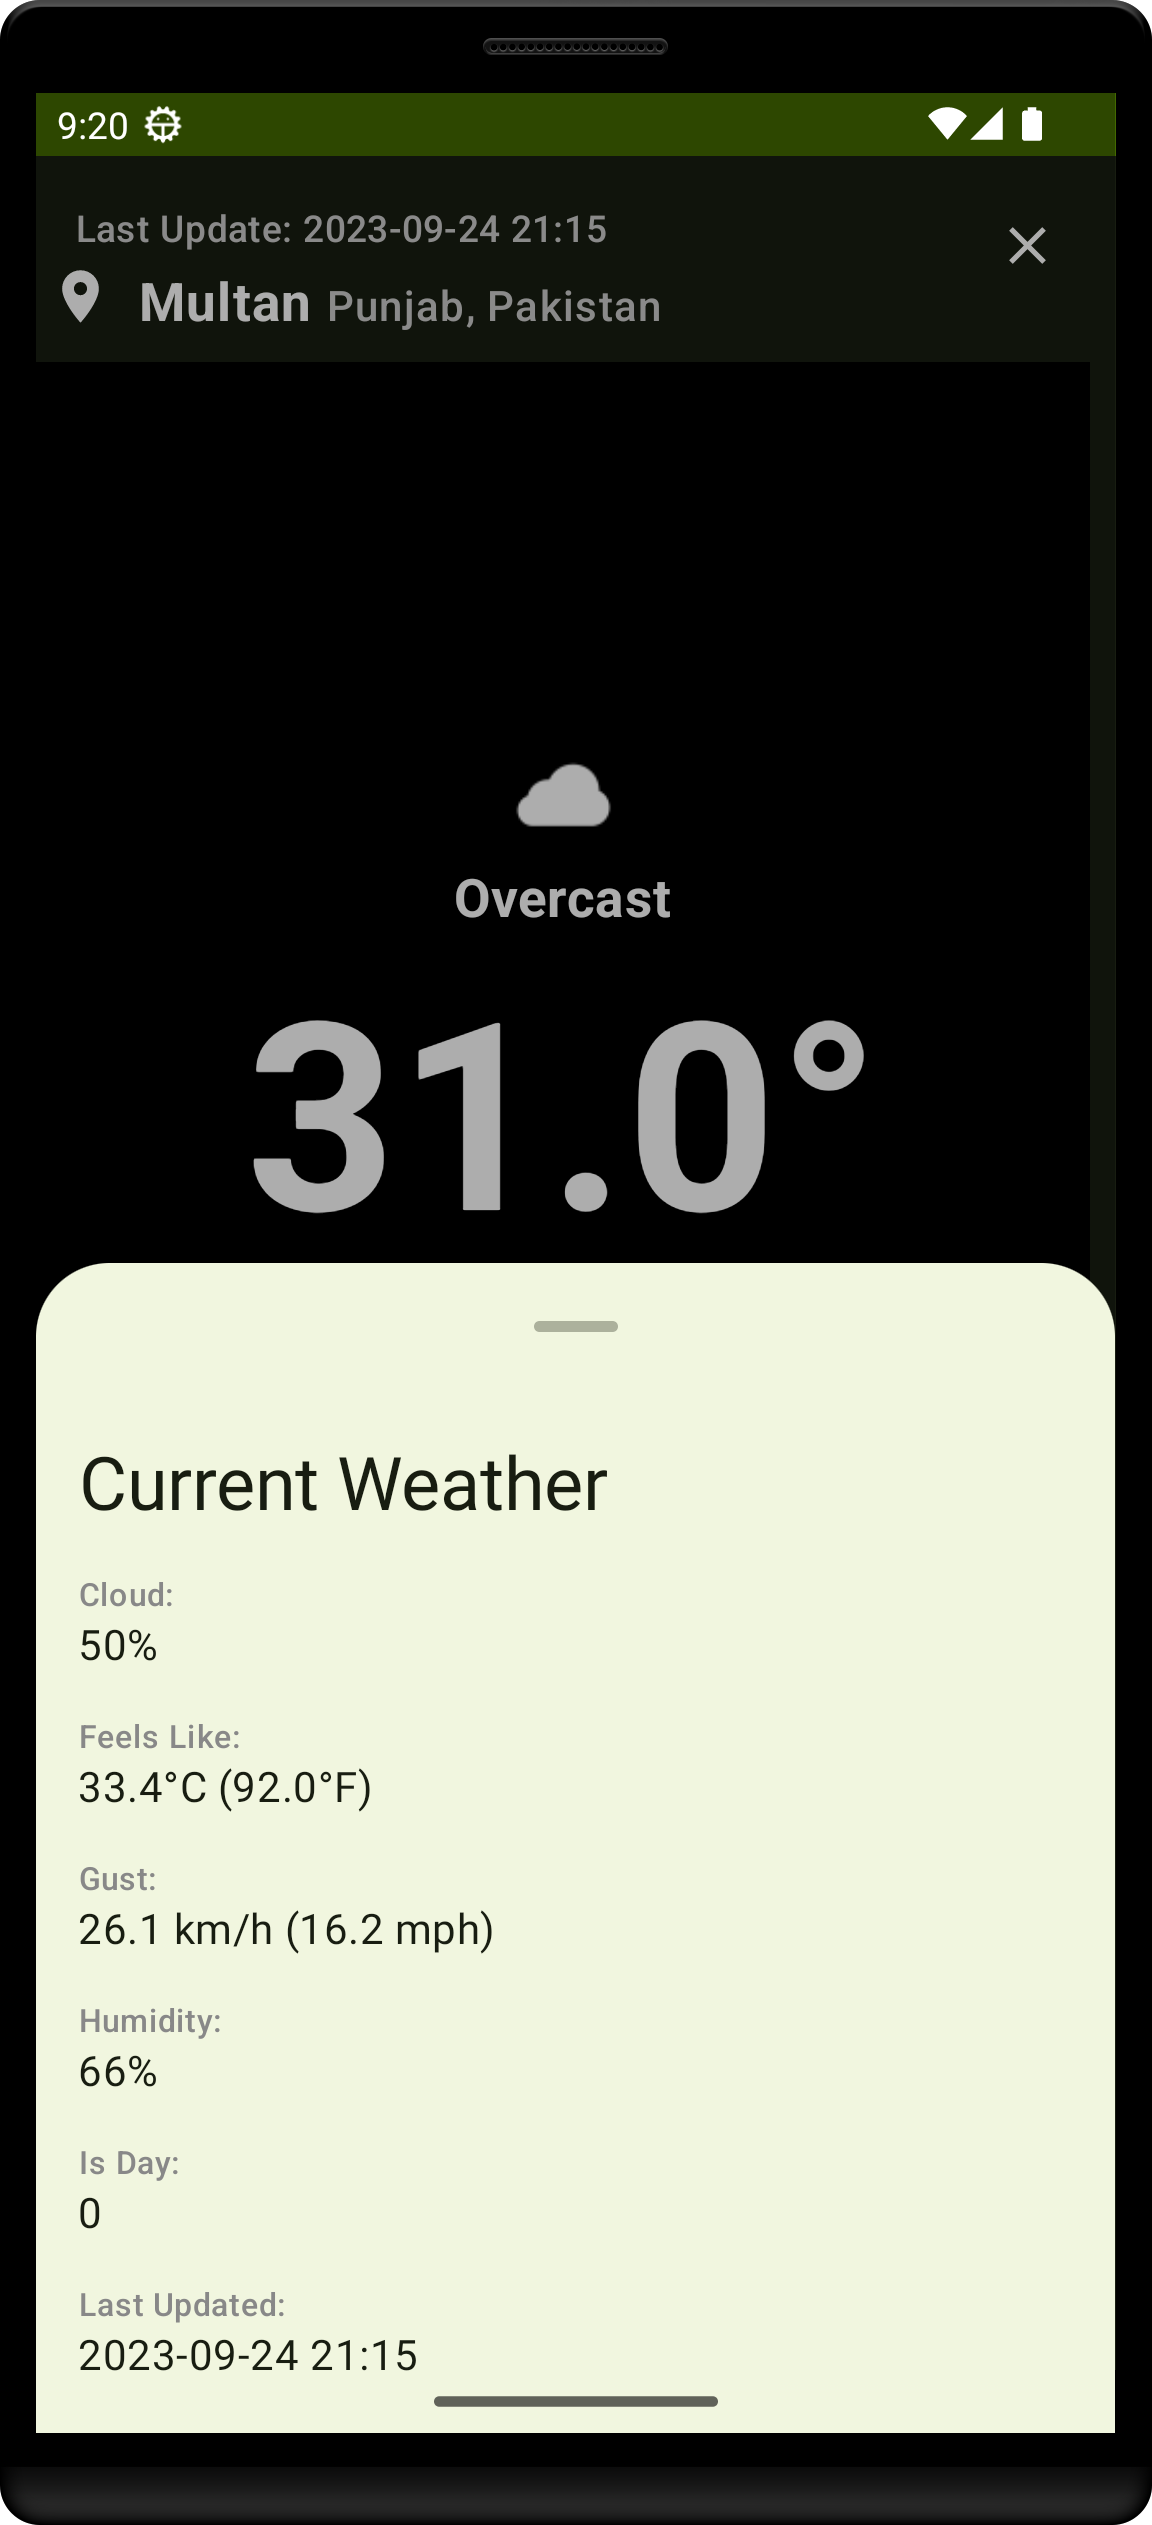 9:20
Last Update: 2023-09-24 21:15
Multan Punjab, Pakistan
Overcast
31.0°
Current Weather
Cloud:
50%
Feels Like:
33.4°C (92.0°F)
Gust:
26.1 km/h (16.2 mph)
Humidity:
66%
Is Day:
0
Last Updated:
2023-09-24 21:15